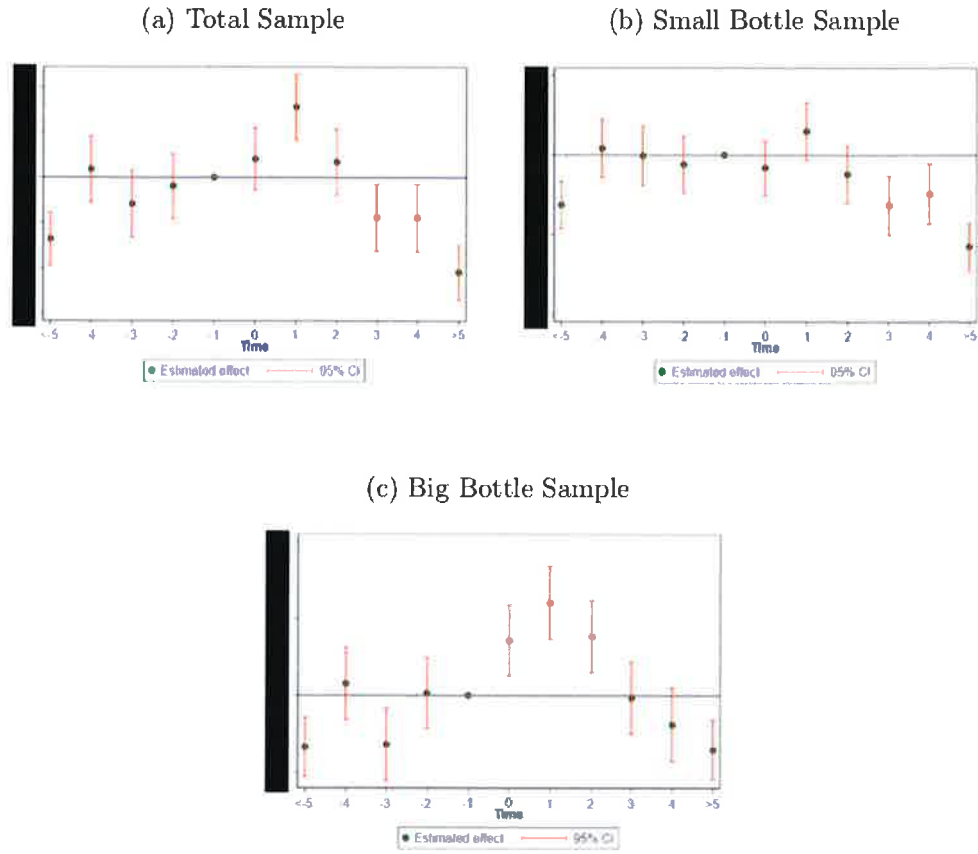 (a) Total Sample
(b) Small Bottle Sample
<-5 -4 -3 -2 -1 0 1 2 3 4 >5
Time
Estimated effect 95% CI
<-5 -4 -3 -2 -1 0 1 2 3 4 >5
Time
Estimated effect 95% CI
(c) Big Bottle Sample
<-5 -4 -3 -2 -1 0 1 2 3 4 >5
Time
Estimated effect 95% CI